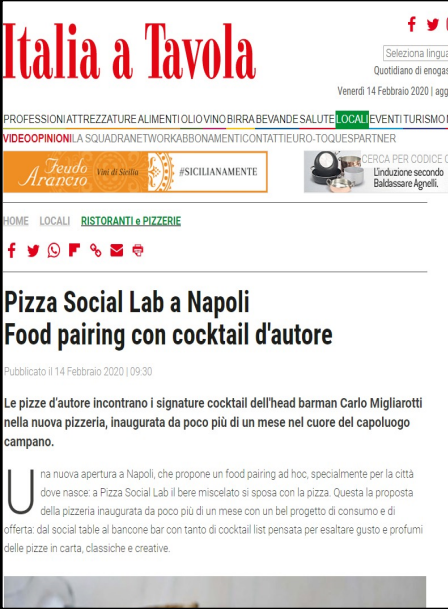 Italia a Tavola
Seleziona lingua
Quotidiano di enogas
Venerdì 14 Febbraio 2020 | agg
PROFESSIONI ATTREZZATURE ALIMENTI OLIO VINO BIRRA BEVANDE SALUTE LOCALI EVENTI TURISMO
VIDEO OPINIONI LA SQUADRA NETWORK ABBONAMENTI CONTATTI EURO-TOQUES PARTNER
Feudo Arancio Vini di Sicilia #SICILIANAMENTE
CERCA PER CODICE
L'induzione secondo
Baldassare Agnelli.
HOME LOCALI RISTORANTI e PIZZERIE
Pizza Social Lab a Napoli
Food pairing con cocktail d'autore
Pubblicato il 14 Febbraio 2020 | 09:30
Le pizze d'autore incontrano i signature cocktail dell'head barman Carlo Migliarotti
nella nuova pizzeria, inaugurata da poco più di un mese nel cuore del capoluogo
campano.
Una nuova apertura a Napoli, che propone un food pairing ad hoc, specialmente per la città
dove nasce: a Pizza Social Lab il bere miscelato si sposa con la pizza. Questa la proposta
della pizzeria inaugurata da poco più di un mese con un bel progetto di consumo e di
offerta: dal social table al bancone bar con tanto di cocktail list pensata per esaltare gusto e profumi
delle pizze in carta, classiche e creative.